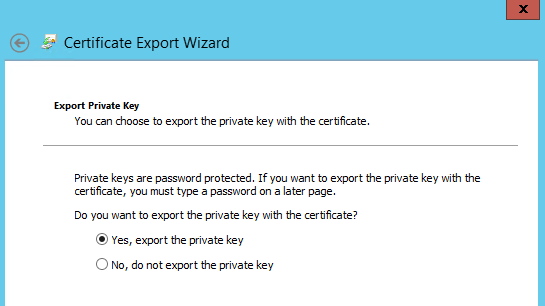 x
Certificate Export Wizard
Export Private Key
You can choose to export the private key with the certificate.
Private keys are password protected. If you want to export the private key with the
certificate, you must type a password on a later page.
Do you want to export the private key with the certificate?
Yes, export the private key
No, do not export the private key